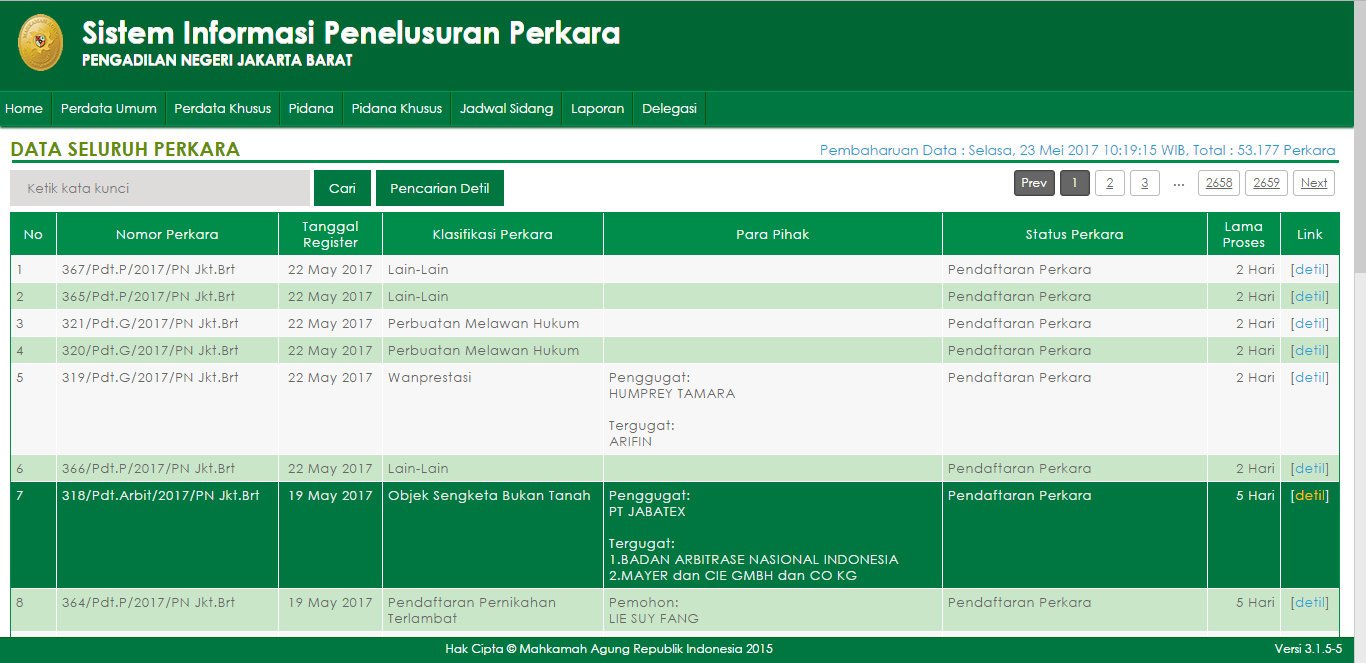 Sistem Informasi Penelusuran Perkara
PENGADILAN NEGERI JAKARTA BARAT
Home Perdata Umum Perdata Khusus Pidana Pidana Khusus Jadwal Sidang Laporan Delegasi
DATA SELURUH PERKARA
Pembaharuan Data : Selasa, 23 Mei 2017 10:19:15 WIB, Total : 53.177 Perkara
Ketik kata kunci Cari Pencarian Detil Prev 1 2 3 ... 2658 2659 Next
No Nomor Perkara Tanggal Register Klasifikasi Perkara Para Pihak Status Perkara Lama Proses Link
1 367/Pdt.P/2017/PN Jkt.Brt 22 May 2017 Lain-Lain Pendaftaran Perkara 2 Hari [detil]
2 365/Pdt.P/2017/PN Jkt.Brt 22 May 2017 Lain-Lain Pendaftaran Perkara 2 Hari [detil]
3 321/Pdt.G/2017/PN Jkt.Brt 22 May 2017 Perbuatan Melawan Hukum Pendaftaran Perkara 2 Hari [detil]
4 320/Pdt.G/2017/PN Jkt.Brt 22 May 2017 Perbuatan Melawan Hukum Pendaftaran Perkara 2 Hari [detil]
5 319/Pdt.G/2017/PN Jkt.Brt 22 May 2017 Wanprestasi Penggugat: Pendaftaran Perkara 2 Hari [detil]
HUMPREY TAMARA
Tergugat:
ARIFIN
6 366/Pdt.P/2017/PN Jkt.Brt 22 May 2017 Lain-Lain Pendaftaran Perkara 2 Hari [detil]
7 318/Pdt.Arbit/2017/PN Jkt.Brt 19 May 2017 Objek Sengketa Bukan Tanah Penggugat: Pendaftaran Perkara 5 Hari [detil]
PT JABATEX
Tergugat:
1.BADAN ARBITRASE NASIONAL INDONESIA
2.MAYER dan CIE GMBH dan CO KG
8 364/Pdt.P/2017/PN Jkt.Brt 19 May 2017 Pendaftaran Pernikahan Pemohon: Pendaftaran Perkara 5 Hari [detil]
Terlambat LIE SUY FANG
Hak Cipta © Mahkamah Agung Republik Indonesia 2015 Versi 3.1.5-5